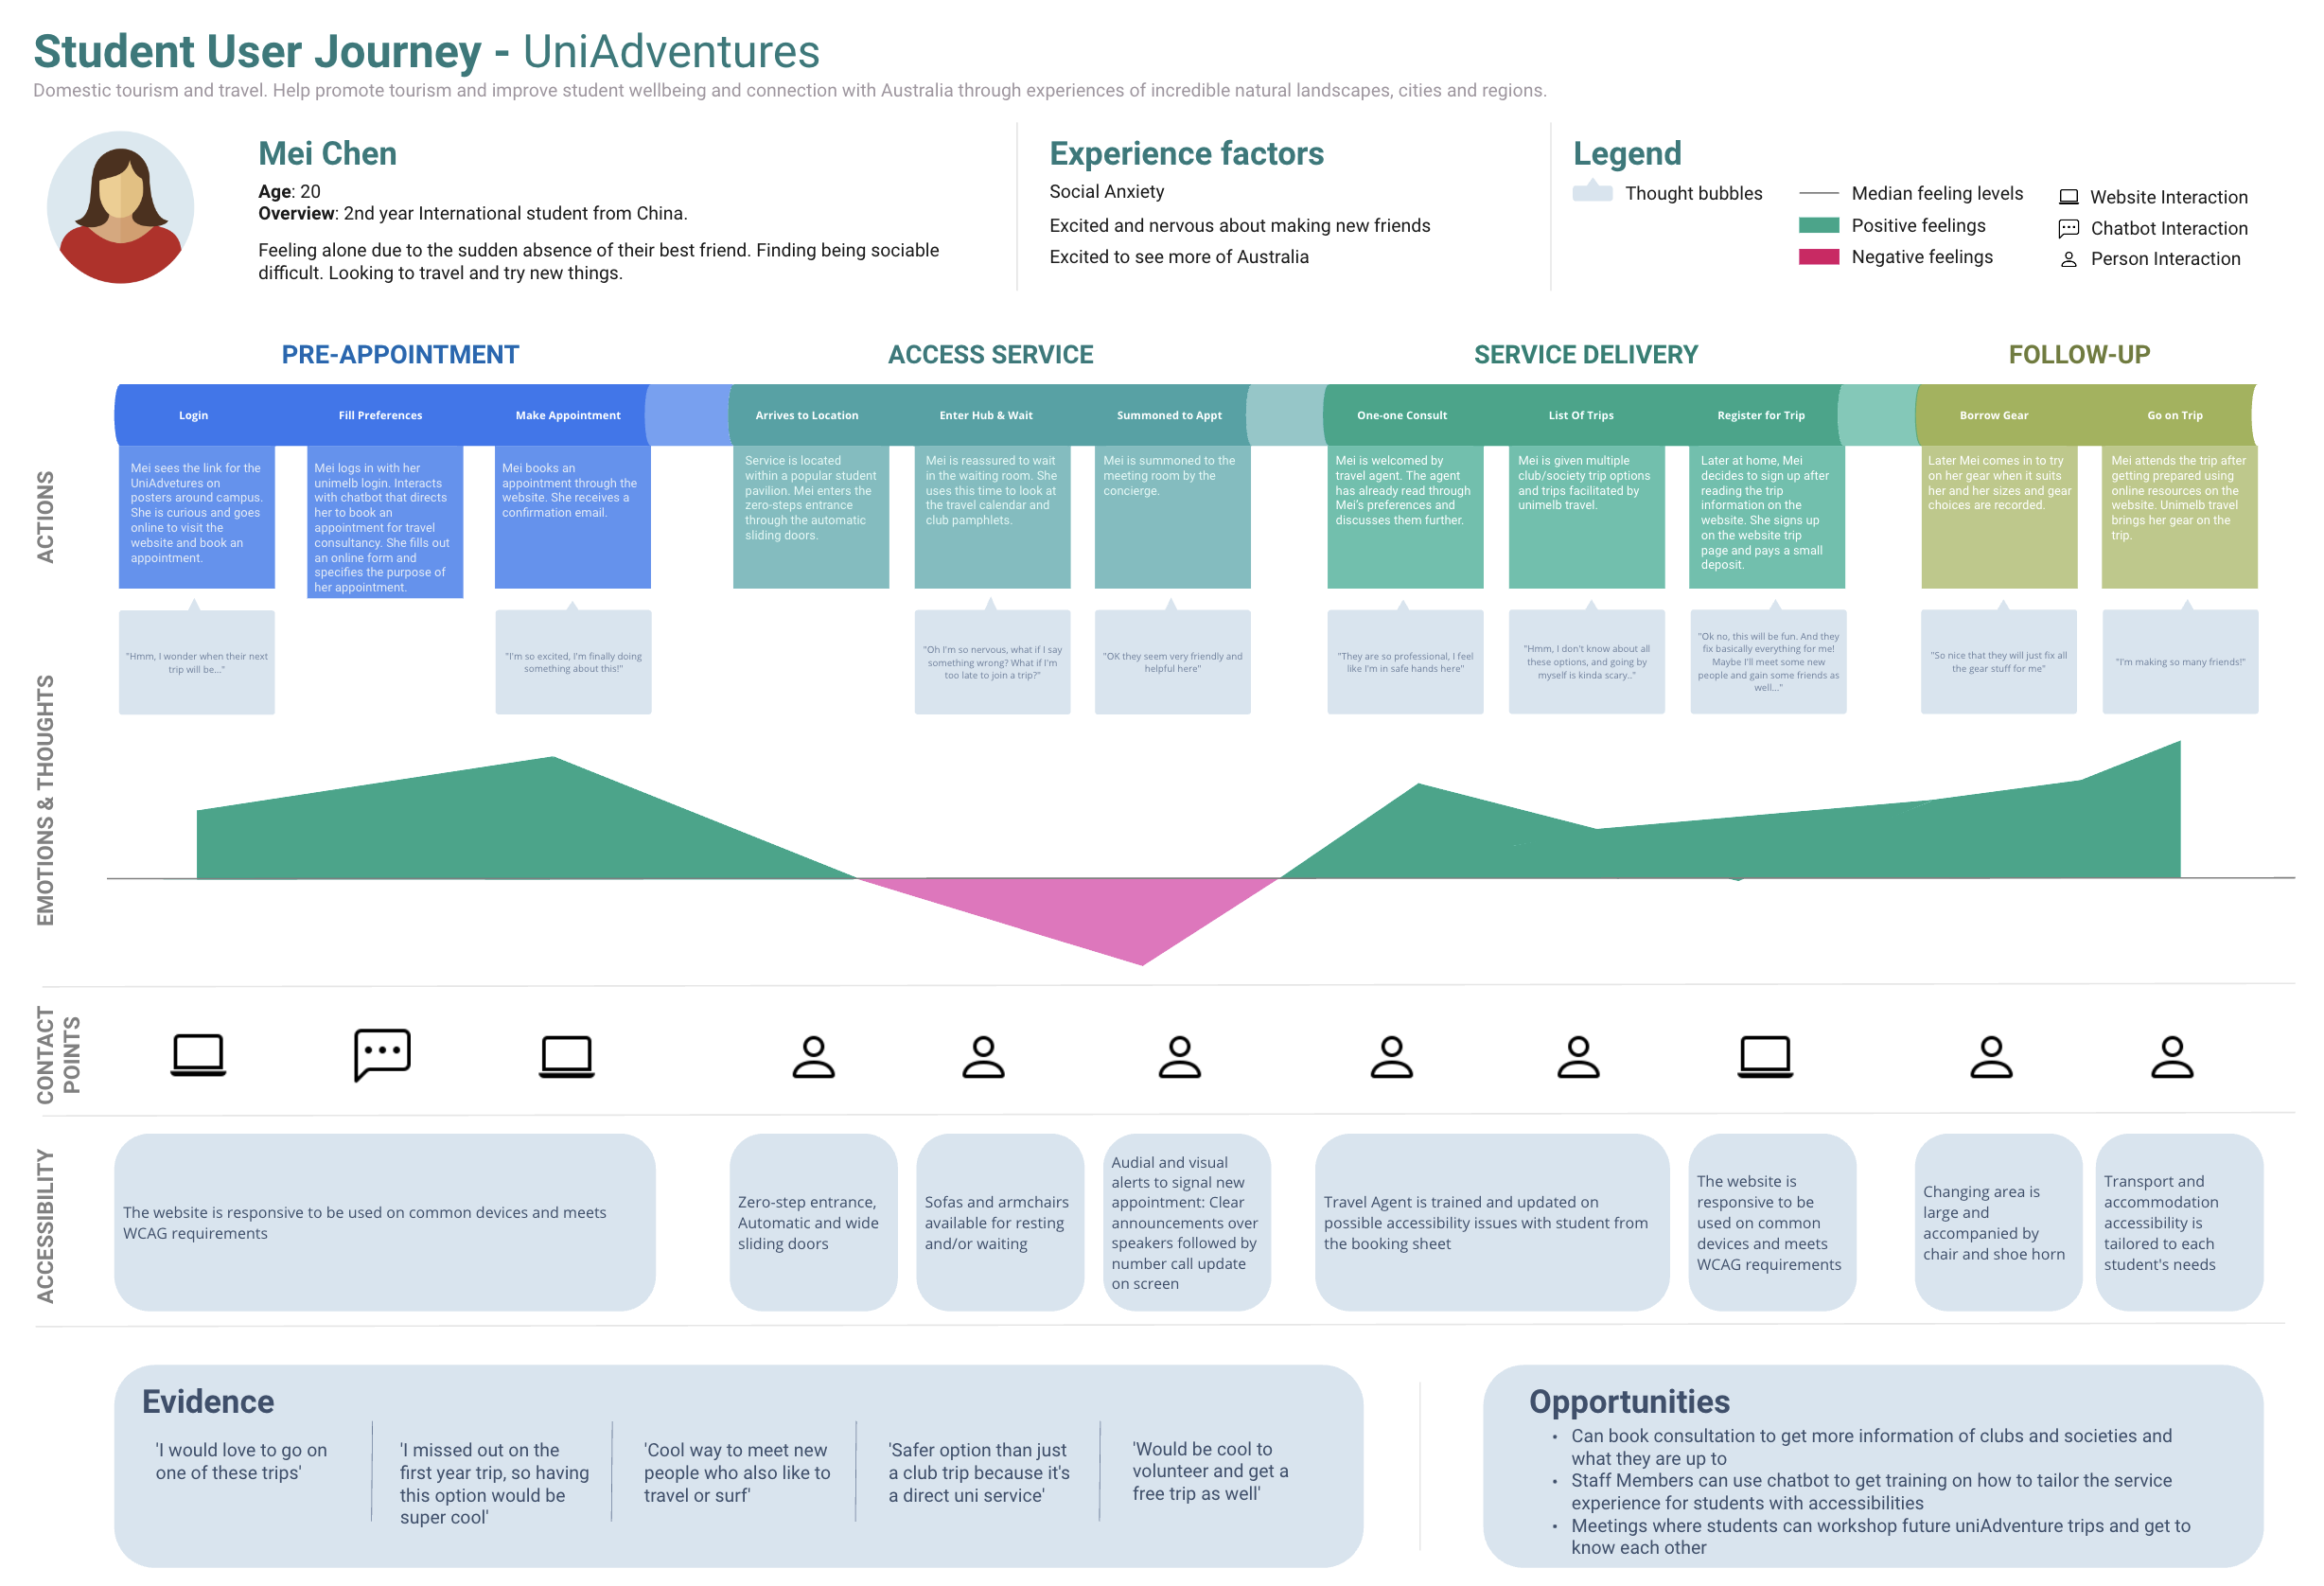 Student User Journey - UniAdventures
Domestic tourism and travel. Help promote tourism and improve student wellbeing and connection with Australia through experiences of incredible natural landscapes, cities and regions.
Mei Chen
Age: 20
Overview: 2nd year International student from China.
Feeling alone due to the sudden absence of their best friend. Finding being sociable
difficult. Looking to travel and try new things.
Experience factors
Social Anxiety
Excited and nervous about making new friends
Excited to see more of Australia
Legend
Thought bubbles
Median feeling levels
Positive feelings
Negative feelings
Website Interaction
Chatbot Interaction
Person Interaction
PRE-APPOINTMENT
ACCESS SERVICE
SERVICE DELIVERY
FOLLOW-UP
Login
Fill Preferences
Make Appointment
Arrives to Location
Enter Hub & Wait
Summoned to Appt
One-one Consult
List Of Trips
Register for Trip
Borrow Gear
Go on Trip
ACTIONS
Mei sees the link for the
UniAdvetures on
posters around campus.
She is curious and goes
online to visit the
website and book an
appointment.
Mei logs in with her
unimelb login. Interacts
with chatbot that directs
her to book an
appointment for travel
consultancy. She fills out
an online form and
specifies the purpose of
her appointment.
Mei books an
appointment through the
website. She receives a
confirmation email.
Service is located
within a popular student
pavilion. Mei enters the
zero-steps entrance
through the automatic
sliding doors.
Mei is reassured to wait
in the waiting room. She
uses this time to look at
the travel calendar and
club pamphlets.
Mei is summoned to the
meeting room by the
concierge.
Mei is welcomed by
travel agent. The agent
has already read through
Mei's preferences and
discusses them further.
Mei is given multiple
club/society trip options
and trips facilitated by
unimelb travel.
Later at home, Mei
decides to sign up after
reading the trip
information on the
website. She signs up
on the website trip
page and pays a small
deposit.
Later Mei comes in to try
on her gear when it suits
her and her sizes and gear
choices are recorded.
Mei attends the trip after
getting prepared using
online resources on the
website. Unimelb travel
brings her gear on the
trip.
EMOTIONS & THOUGHTS
"Hmm, I wonder when their next
trip will be..."
"I'm so excited, I'm finally doing
something about this!"
"Oh I'm so nervous, what if I say
something wrong? What if I'm
too late to join a trip?"
"OK they seem very friendly and
helpful here"
"They are so professional, I feel
like I'm in safe hands here"
"Hmm, I don't know about all
these options, and going by
myself is kinda scary.."
"Ok no, this will be fun. And they
fix basically everything for me!
Maybe I'll meet some new
people and gain some friends as
well..."
"So nice that they will just fix all
the gear stuff for me"
"I'm making so many friends!"
CONTACT
POINTS
ACCESSIBILITY
The website is responsive to be used on common devices and meets
WCAG requirements
Zero-step entrance,
Automatic and wide
sliding doors
Sofas and armchairs
available for resting
and/or waiting
Audial and visual
alerts to signal new
appointment: Clear
announcements over
speakers followed by
number call update
on screen
Travel Agent is trained and updated on
possible accessibility issues with student from
the booking sheet
The website is
responsive to be
used on common
devices and meets
WCAG requirements
Changing area is
large and
accompanied by
chair and shoe horn
Transport and
accommodation
accessibility is
tailored to each
student's needs
Evidence
'I would love to go on
one of these trips'
'I missed out on the
first year trip, so having
this option would be
super cool'
'Cool way to meet new
people who also like to
travel or surf'
'Safer option than just
a club trip because it's
a direct uni service'
'Would be cool to
volunteer and get a
free trip as well'
Opportunities
• Can book consultation to get more information of clubs and societies and
what they are up to
• Staff Members can use chatbot to get training on how to tailor the service
experience for students with accessibilities
• Meetings where students can workshop future uniAdventure trips and get to
know each other